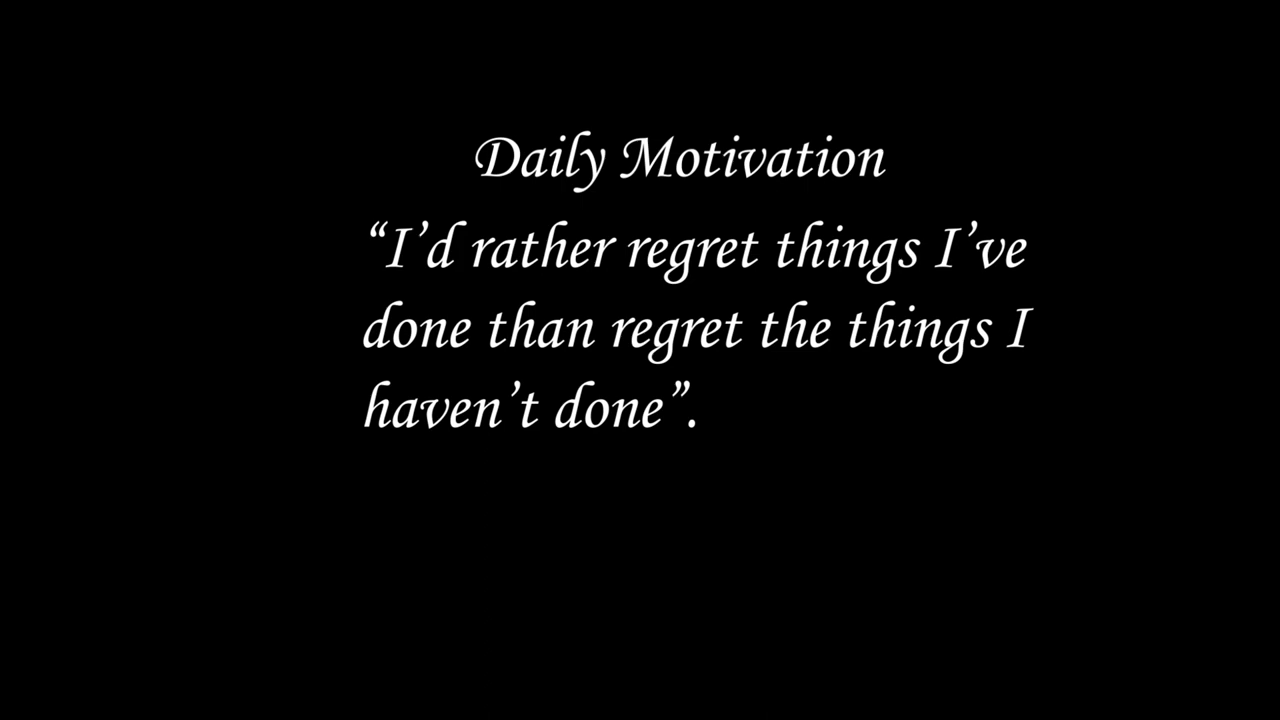 Daily Motivation
“I’d rather regret things I’ve
done than regret the things I
haven’t done”.